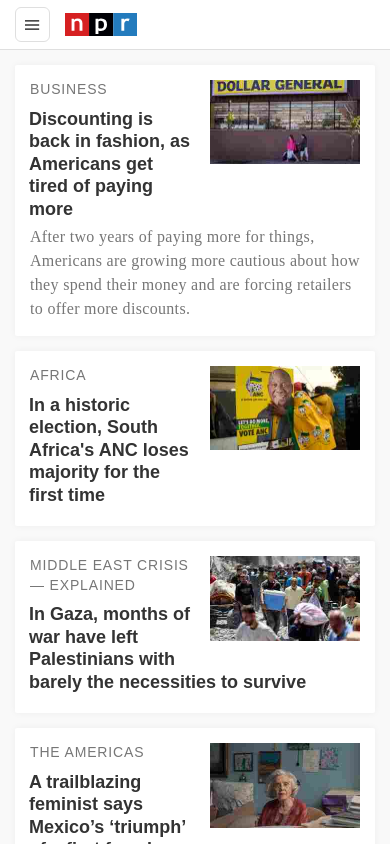 npr
BUSINESS
DOLLAR GENERAL
Discounting is
back in fashion, as
Americans get
tired of paying
more
After two years of paying more for things,
Americans are growing more cautious about how
they spend their money and are forcing retailers
to offer more discounts.
AFRICA
In a historic
election, South
Africa's ANC loses
majority for the
first time
LET'S DO MORE,
TOGETHER
VOTE ANC
MIDDLE EAST CRISIS
— EXPLAINED
In Gaza, months of
war have left
Palestinians with
barely the necessities to survive
THE AMERICAS
A trailblazing
feminist says
Mexico’s ‘triumph’